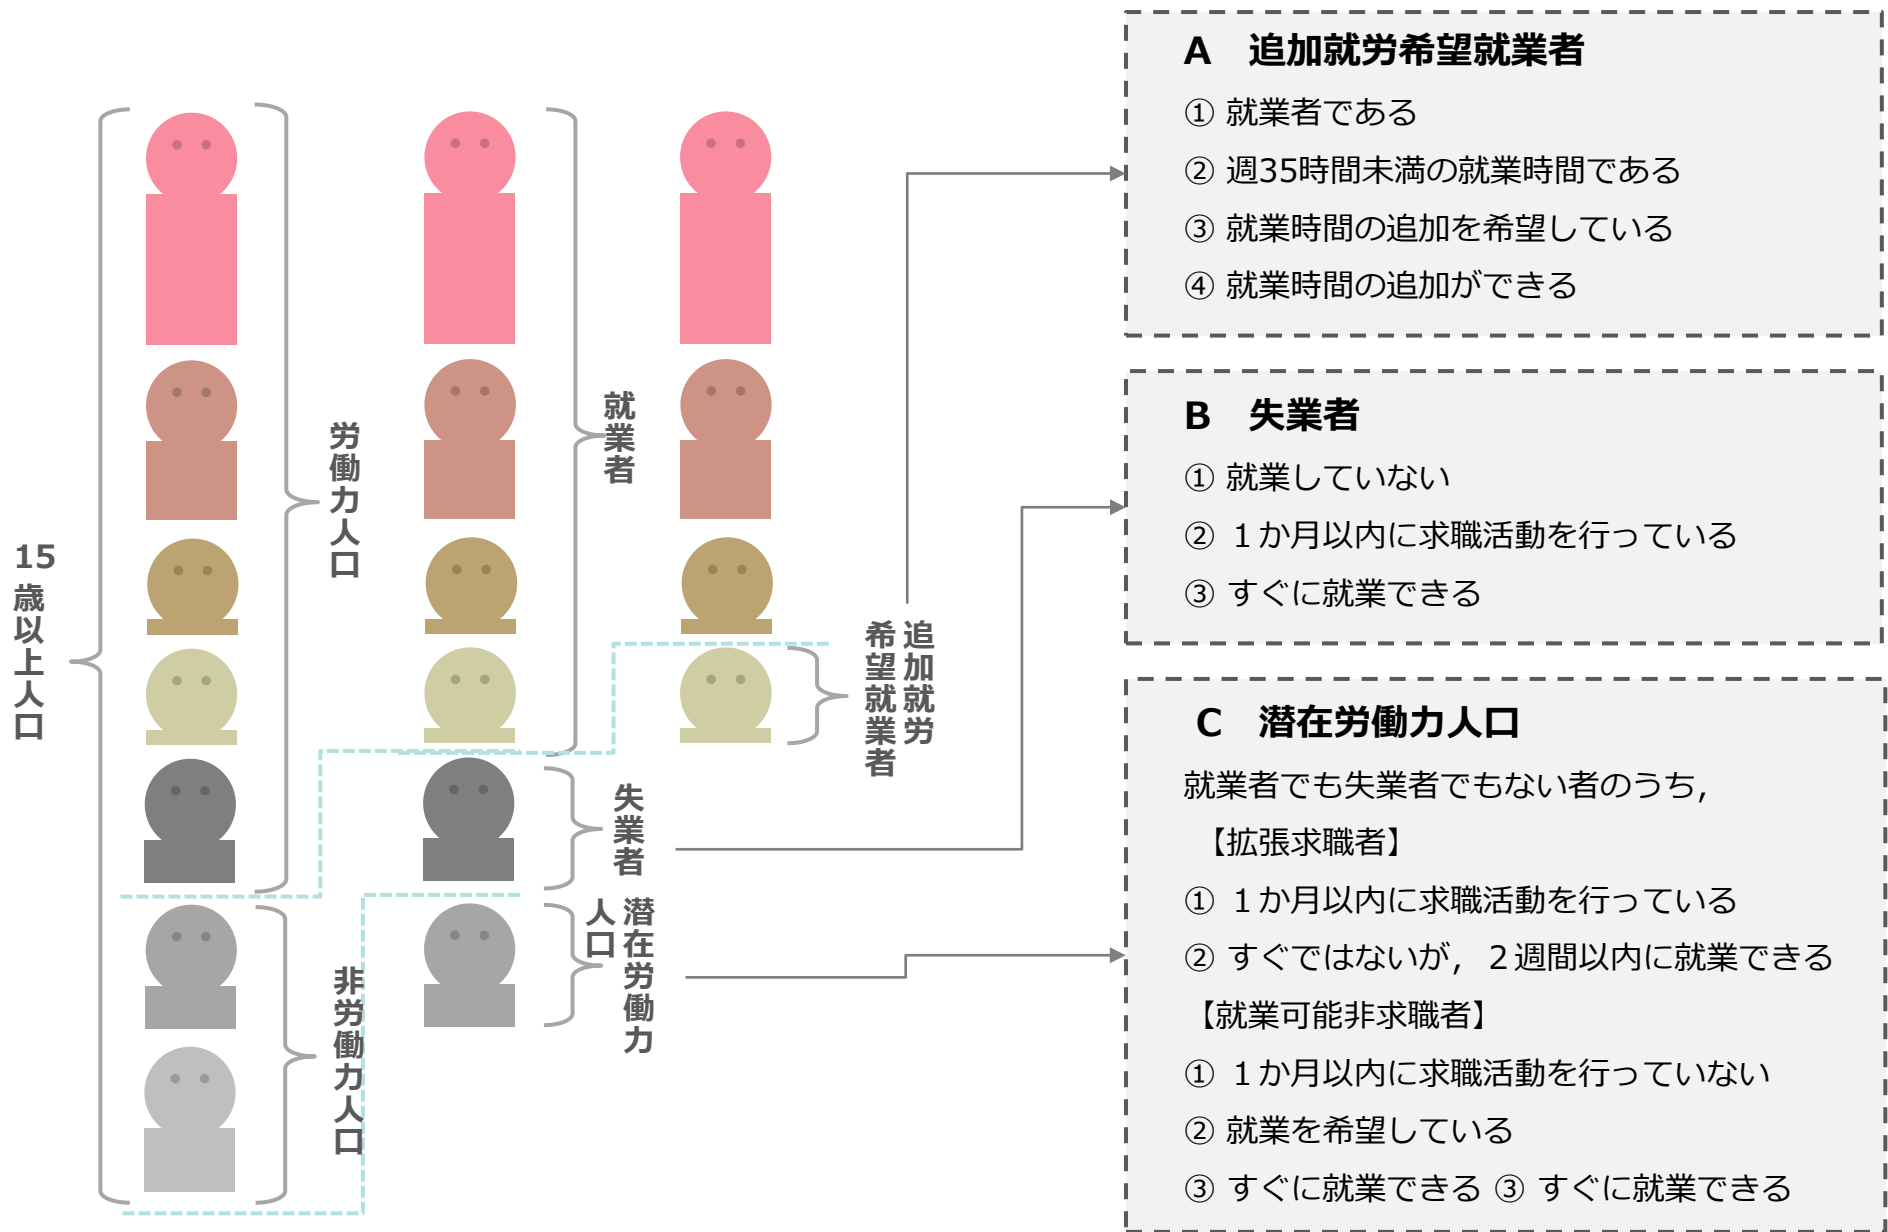 15歳以上人口
労働力人口
非労働力人口
就業者
失業者
潜在労働力
人口
追加就労
希望就業者
A 追加就労希望就業者
① 就業者である
② 週35時間未満の就業時間である
③ 就業時間の追加を希望している
④ 就業時間の追加ができる
B 失業者
① 就業していない
② １か月以内に求職活動を行っている
③ すぐに就業できる
C 潜在労働力人口
就業者でも失業者でもない者のうち，
【拡張求職者】
① １か月以内に求職活動を行っている
② すぐではないが，２週間以内に就業できる
【就業可能非求職者】
① １か月以内に求職活動を行っていない
② 就業を希望している
③ すぐに就業できる ③ すぐに就業できる